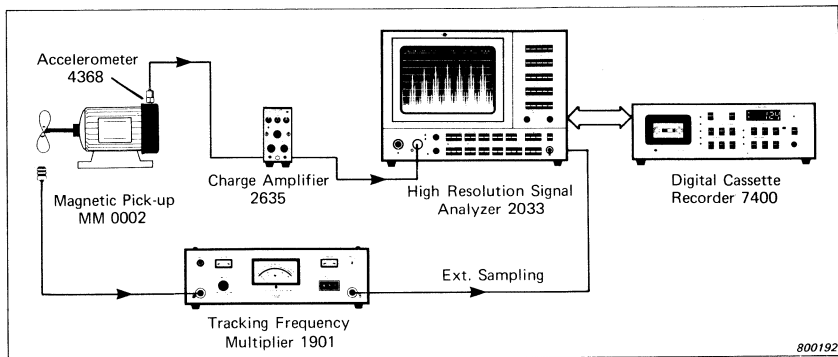 Accelerometer
4368
Magnetic Pick-up
MM 0002
Charge Amplifier
2635
High Resolution Signal
Analyzer 2033
Digital Cassette
Recorder 7400
Ext. Sampling
Tracking Frequency
Multiplier 1901
800192